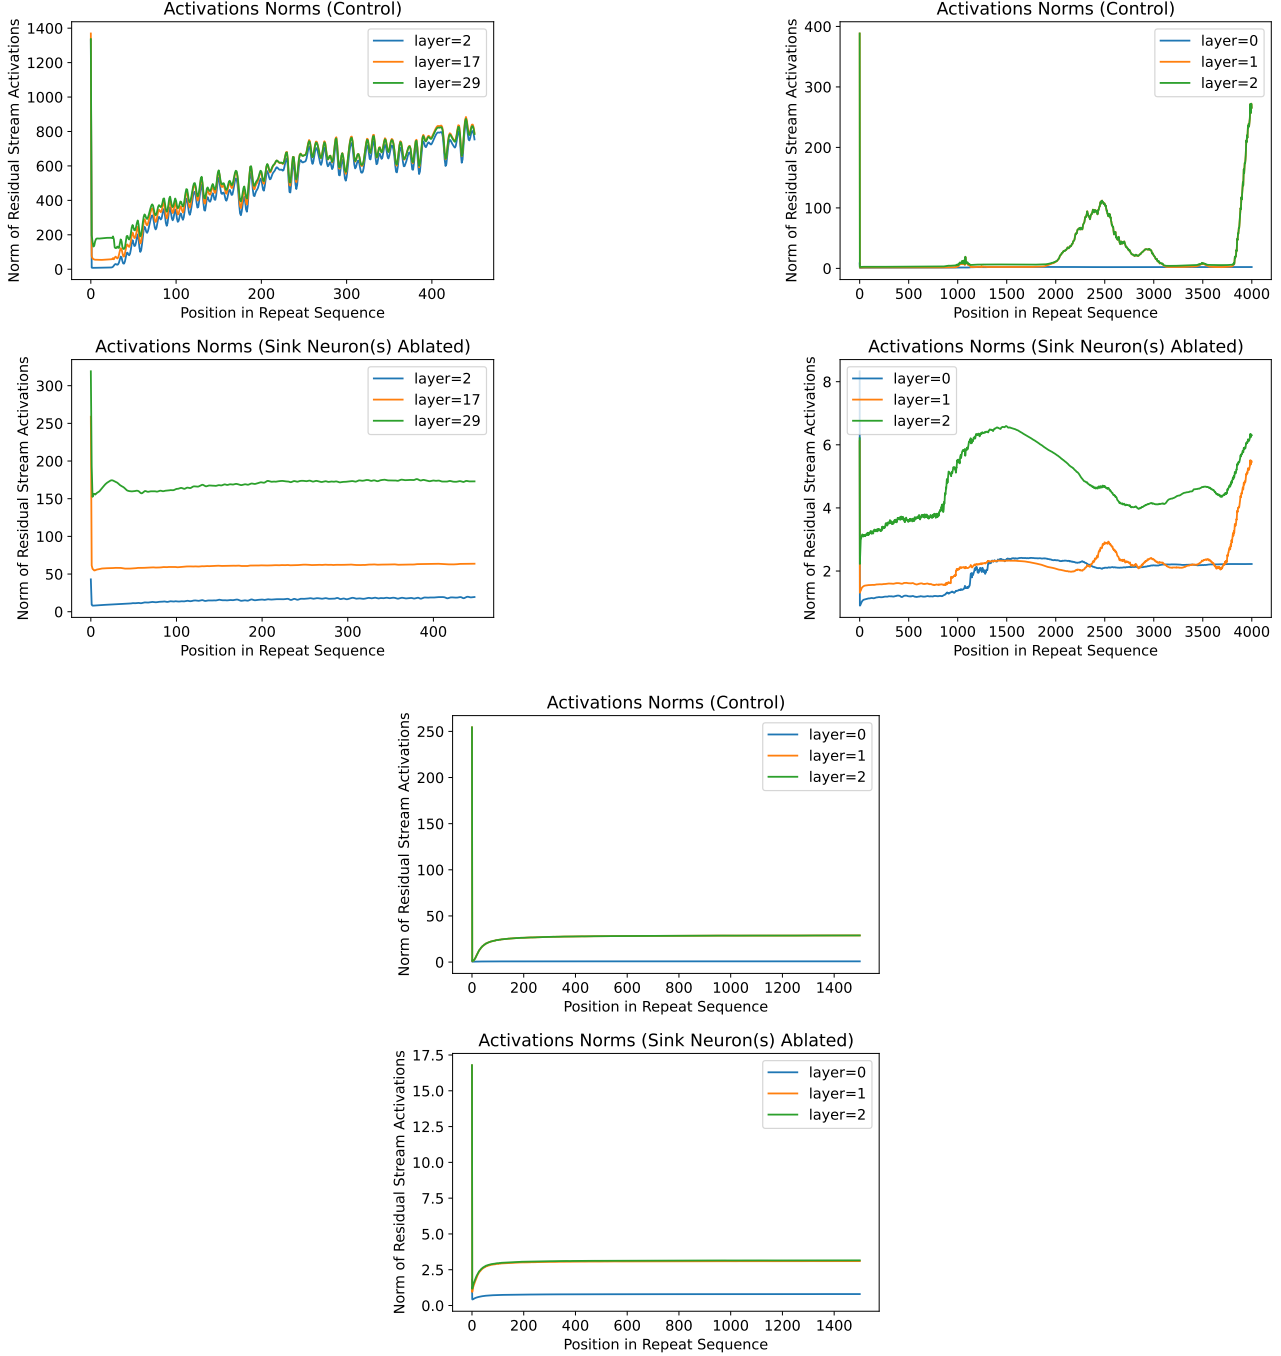 Activations Norms (Control)
Norm of Residual Stream Activations
1400
1200
1000
800
600
400
200
0
layer=2
layer=17
layer=29
0 100 200 300 400
Position in Repeat Sequence
Activations Norms (Control)
Norm of Residual Stream Activations
400
300
200
100
0
layer=0
layer=1
layer=2
0 500 1000 1500 2000 2500 3000 3500 4000
Position in Repeat Sequence
Activations Norms (Sink Neuron(s) Ablated)
Norm of Residual Stream Activations
300
250
200
150
100
50
0
layer=2
layer=17
layer=29
0 100 200 300 400
Position in Repeat Sequence
Activations Norms (Sink Neuron(s) Ablated)
Norm of Residual Stream Activations
8
6
4
2
layer=0
layer=1
layer=2
0 500 1000 1500 2000 2500 3000 3500 4000
Position in Repeat Sequence
Activations Norms (Control)
Norm of Residual Stream Activations
250
200
150
100
50
0
layer=0
layer=1
layer=2
0 200 400 600 800 1000 1200 1400
Position in Repeat Sequence
Activations Norms (Sink Neuron(s) Ablated)
Norm of Residual Stream Activations
17.5
15.0
12.5
10.0
7.5
5.0
2.5
0.0
layer=0
layer=1
layer=2
0 200 400 600 800 1000 1200 1400
Position in Repeat Sequence